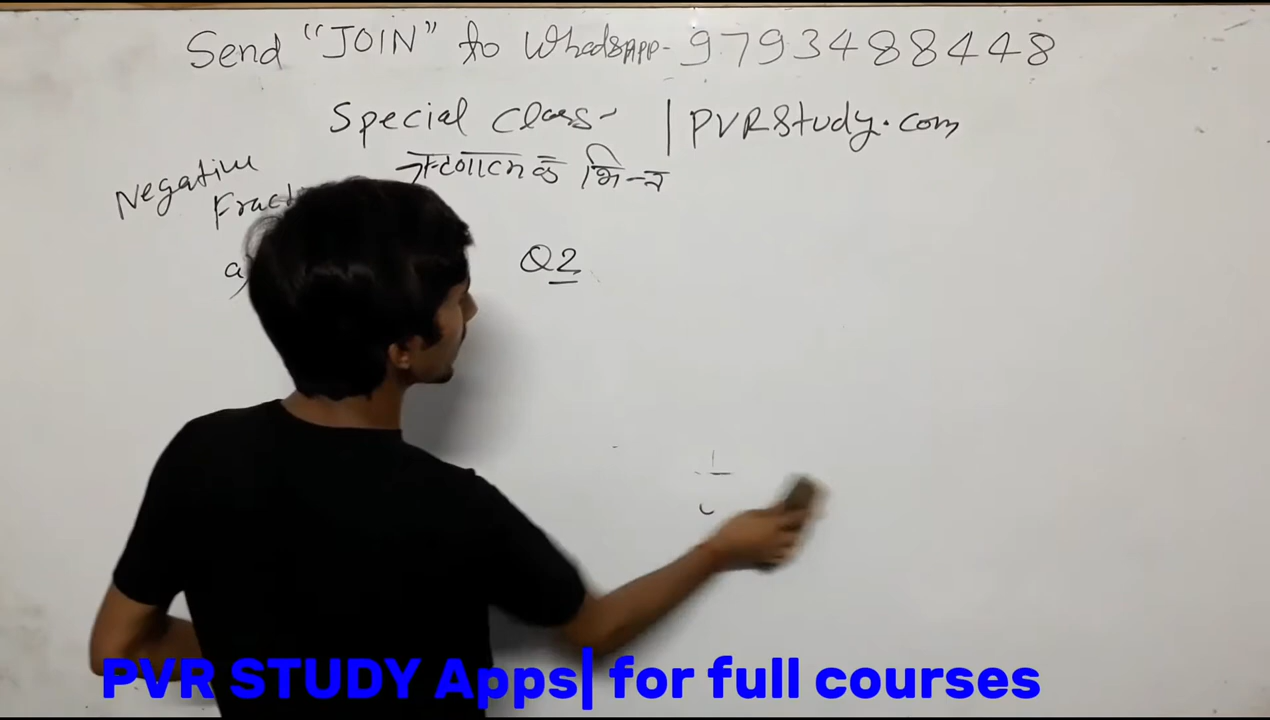 Send "JOIN" to WhatsAPP- 9793488448
Special Class- | PVRStudy.com
Negative ऋणात्मक भिन्न
a) Q2
PVR STUDY Apps| for full courses